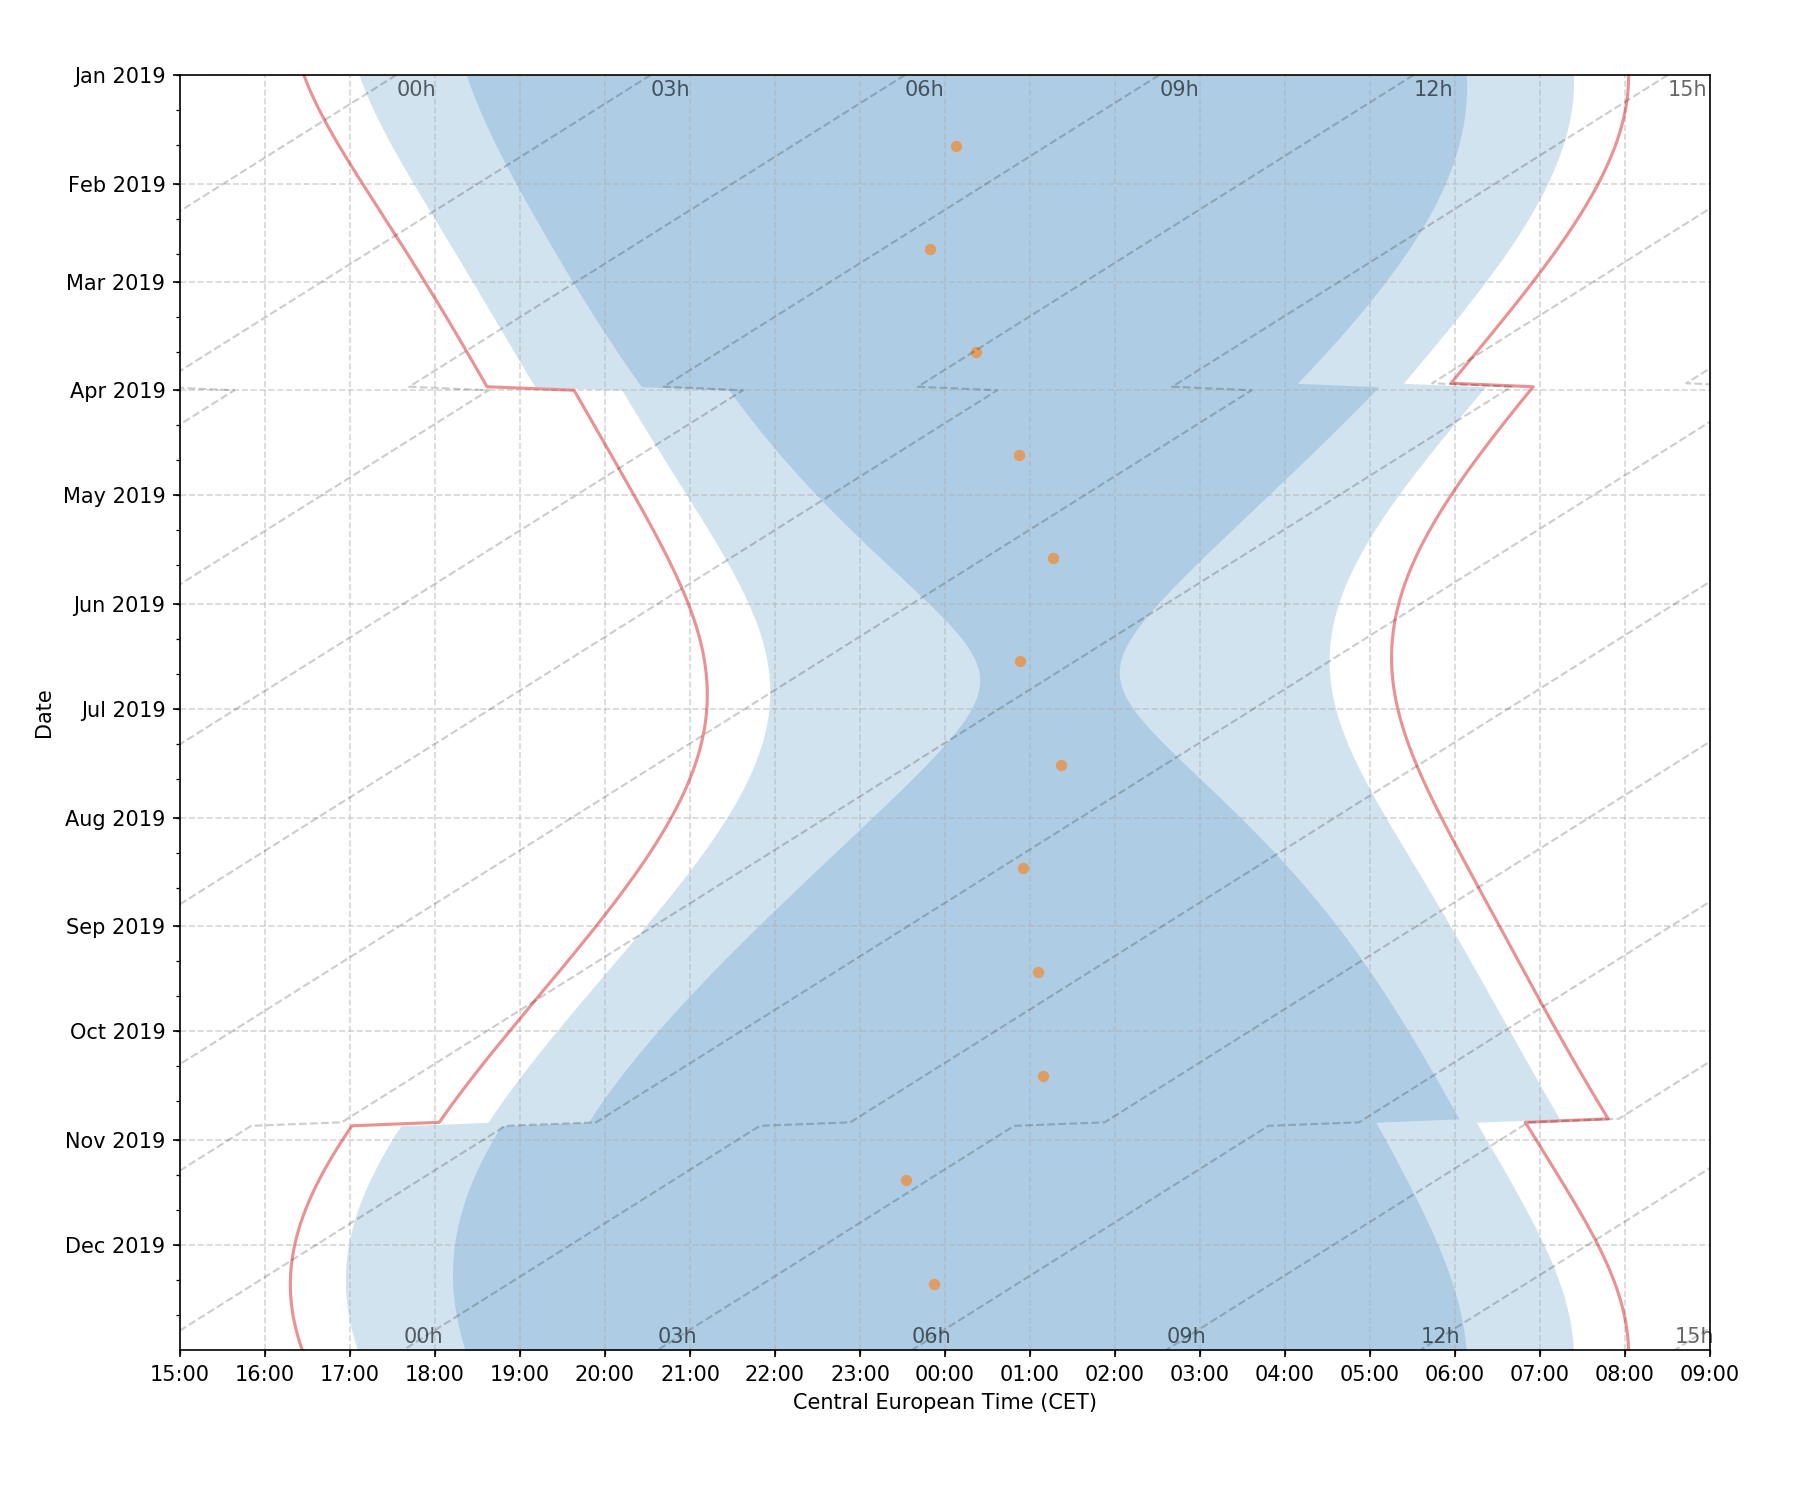 Jan 2019
00h 03h 06h 09h 12h 15h
Feb 2019
Mar 2019
Apr 2019
May 2019
Jun 2019
Jul 2019
Date
Aug 2019
Sep 2019
Oct 2019
Nov 2019
Dec 2019
00h 03h 06h 09h 12h 15h
15:00 16:00 17:00 18:00 19:00 20:00 21:00 22:00 23:00 00:00 01:00 02:00 03:00 04:00 05:00 06:00 07:00 08:00 09:00
Central European Time (CET)